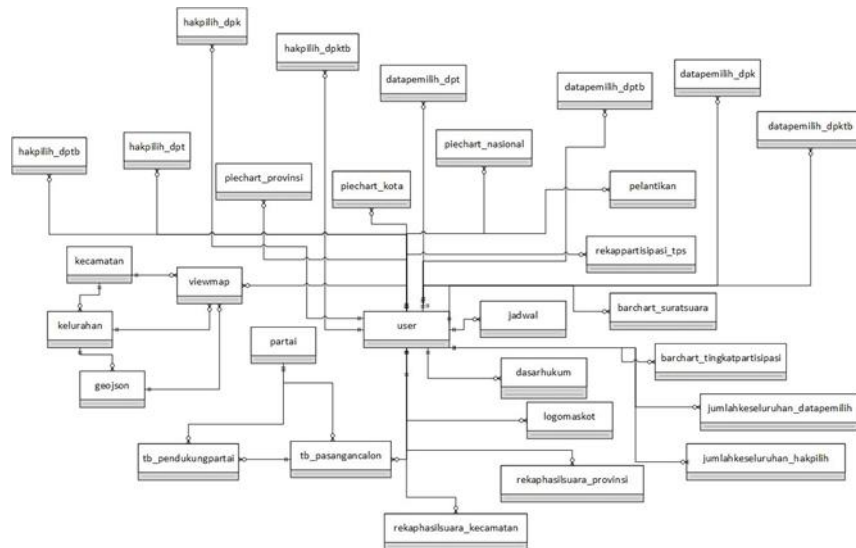 hakpilih_dpk
hakpilih_dpktb
datapemilih_dpt
datapemilih_dptb
datapemilih_dpk
datapemilih_dpktb
hakpilih_dptb
hakpilih_dpt
piechart_provinsi
piechart_kota
piechart_nasional
pelantikan
rekappartisipasi_tps
kecamatan
viewmap
kelurahan
geojson
partai
user
jadwal
barchart_suratsuara
barchart_tingkatpartisipasi
dasarhukum
logomaskot
jumlahkeseluruhan_datapemilih
jumlahkeseluruhan_hakpilih
tb_pendukungpartai
tb_pasangancalon
rekaphasilsuara_provinsi
rekaphasilsuara_kecamatan